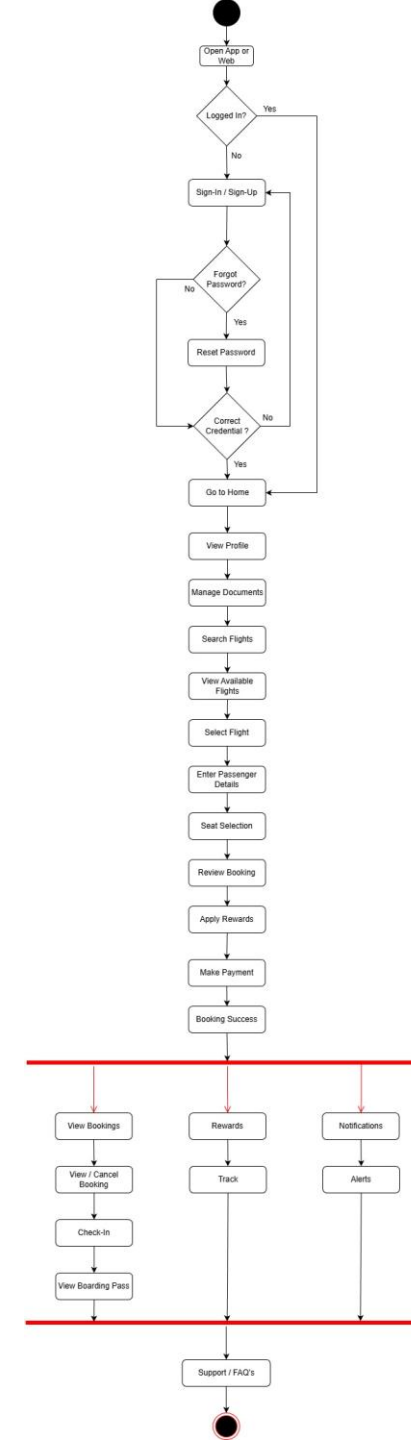 Open App or
Web
Logged In?
Yes
No
Sign-In / Sign-Up
Forgot
Password?
No
Yes
Reset Password
Correct
Credential ?
No
Yes
Go to Home
View Profile
Manage Documents
Search Flights
View Available
Flights
Select Flight
Enter Passenger
Details
Seat Selection
Review Booking
Apply Rewards
Make Payment
Booking Success
View Bookings
Rewards
Notifications
View / Cancel
Booking
Track
Alerts
Check-In
View Boarding Pass
Support / FAQ's